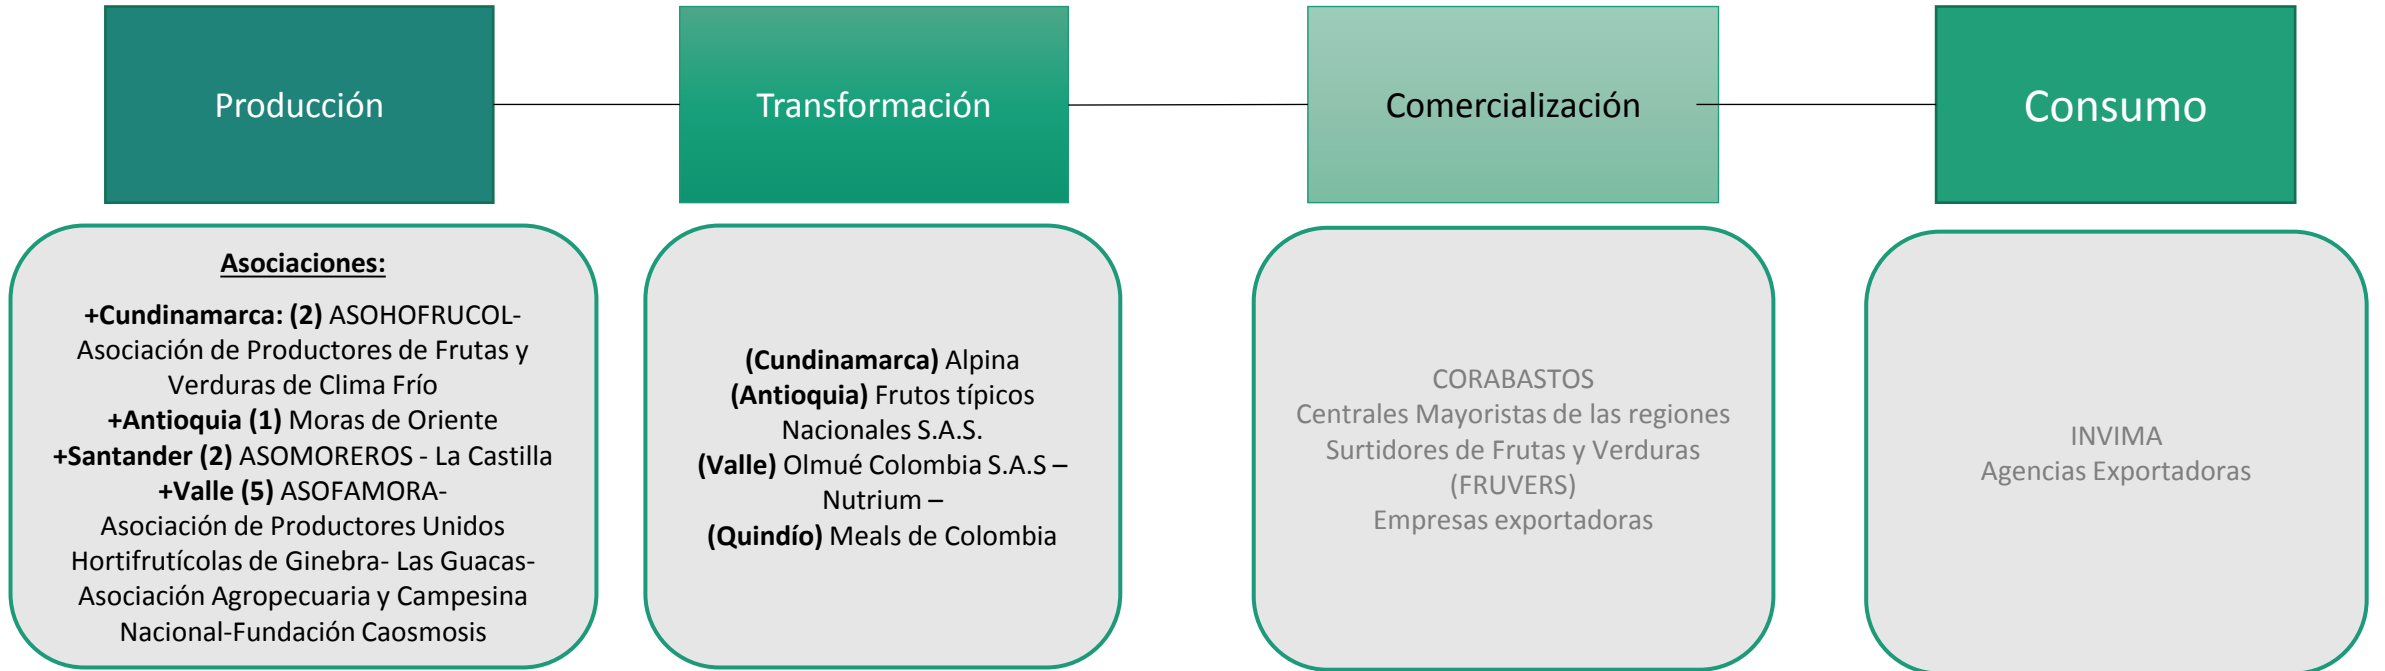 Producción
Transformación
Comercialización
Consumo
Asociaciones:
+Cundinamarca: (2) ASOHOFRUCOL-
Asociación de Productores de Frutas y
Verduras de Clima Frío
+Antioquia (1) Moras de Oriente
+Santander (2) ASOMOREROS - La Castilla
+Valle (5) ASOFAMORA-
Asociación de Productores Unidos
Hortifrutícolas de Ginebra- Las Guacas-
Asociación Agropecuaria y Campesina
Nacional-Fundación Caosmosis
(Cundinamarca) Alpina
(Antioquia) Frutos típicos
Nacionales S.A.S.
(Valle) Olmué Colombia S.A.S –
Nutrium –
(Quindío) Meals de Colombia
CORABASTOS
Centrales Mayoristas de las regiones
Surtidores de Frutas y Verduras
(FRUVERS)
Empresas exportadoras
INVIMA
Agencias Exportadoras